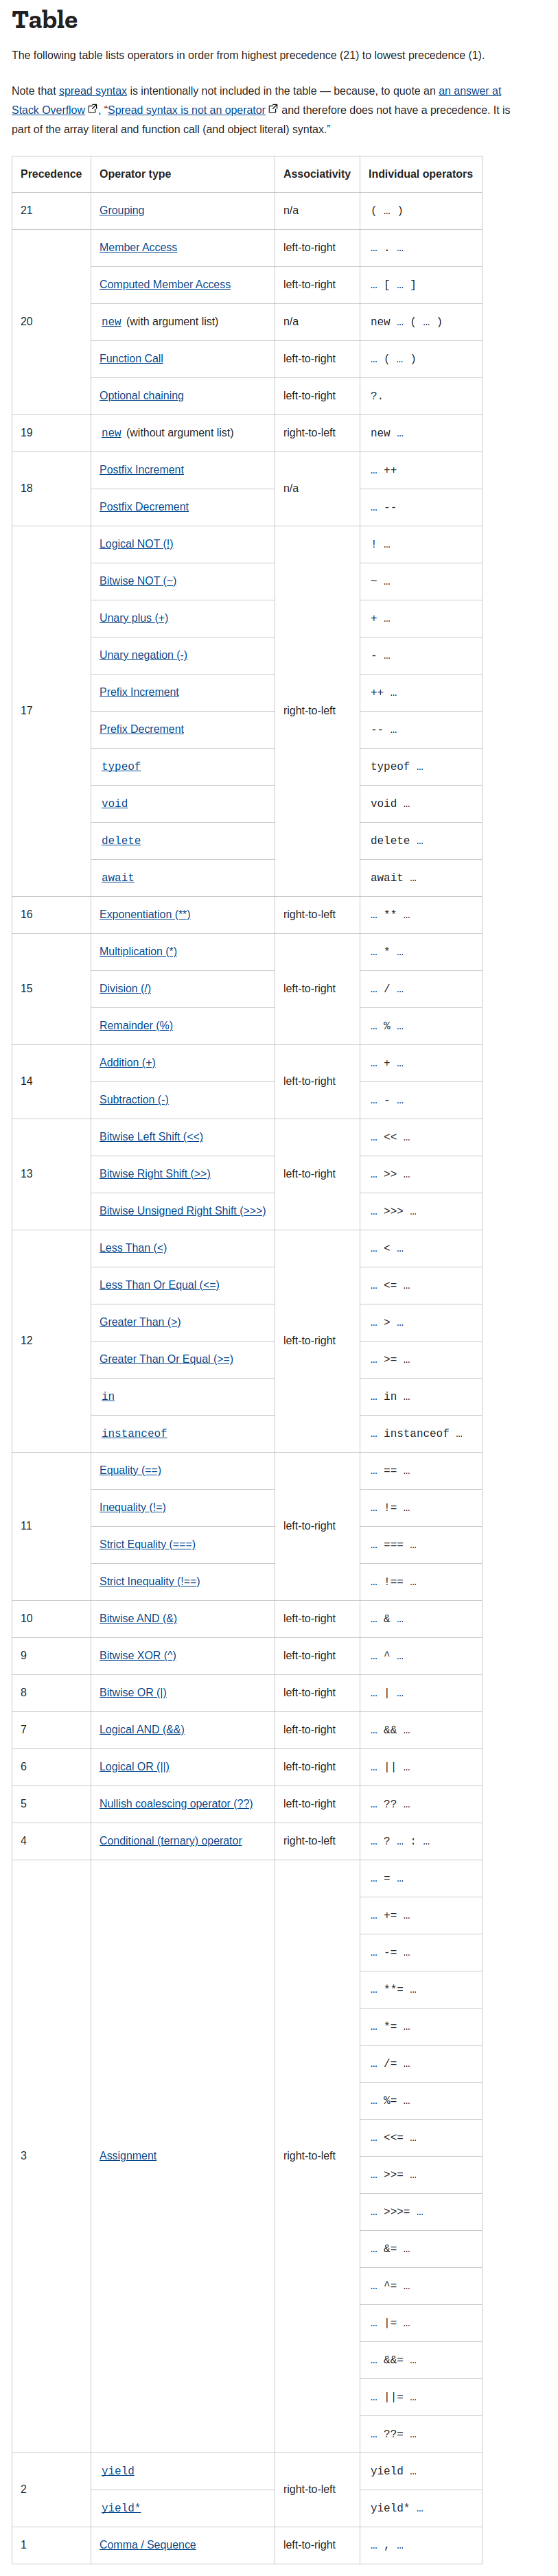 Table
The following table lists operators in order from highest precedence (21) to lowest precedence (1).
Note that spread syntax is intentionally not included in the table — because, to quote an an answer at
Stack Overflow, “Spread syntax is not an operator and therefore does not have a precedence. It is
part of the array literal and function call (and object literal) syntax.”
Precedence Operator type Associativity Individual operators
21 Grouping n/a ( … )
Member Access left-to-right … . …
Computed Member Access left-to-right … [ … ]
20 new (with argument list) n/a new … ( … )
Function Call left-to-right … ( … )
Optional chaining left-to-right ?.
19 new (without argument list) right-to-left new …
Postfix Increment … ++
18 n/a
Postfix Decrement … --
Logical NOT (!) ! …
Bitwise NOT (~) ~ …
Unary plus (+) + …
Unary negation (-) - …
Prefix Increment ++ …
17 right-to-left
Prefix Decrement -- …
typeof typeof …
void void …
delete delete …
await await …
16 Exponentiation (**) right-to-left … ** …
Multiplication (*) … * …
15 Division (/) left-to-right … / …
Remainder (%) … % …
Addition (+) … + …
14 left-to-right
Subtraction (-) … - …
Bitwise Left Shift (<<) … << …
13 Bitwise Right Shift (>>) left-to-right … >> …
Bitwise Unsigned Right Shift (>>>) … >>> …
Less Than (<) … < …
Less Than Or Equal (<=) … <= …
Greater Than (>) … > …
12 left-to-right
Greater Than Or Equal (>=) … >= …
in … in …
instanceof … instanceof …
Equality (==) … == …
Inequality (!=) … != …
11 left-to-right
Strict Equality (===) … === …
Strict Inequality (!==) … !== …
10 Bitwise AND (&) left-to-right … & …
9 Bitwise XOR (^) left-to-right … ^ …
8 Bitwise OR (|) left-to-right … | …
7 Logical AND (&&) left-to-right … && …
6 Logical OR (||) left-to-right … || …
5 Nullish coalescing operator (??) left-to-right … ?? …
4 Conditional (ternary) operator right-to-left … ? … : …
… = …
… += …
… -= …
… **= …
… *= …
… /= …
… %= …
… <<= …
3 Assignment right-to-left
… >>= …
… >>>= …
… &= …
… ^= …
… |= …
… &&= …
… ||= …
… ??= …
yield yield …
2 right-to-left
yield* yield* …
1 Comma / Sequence left-to-right … , …